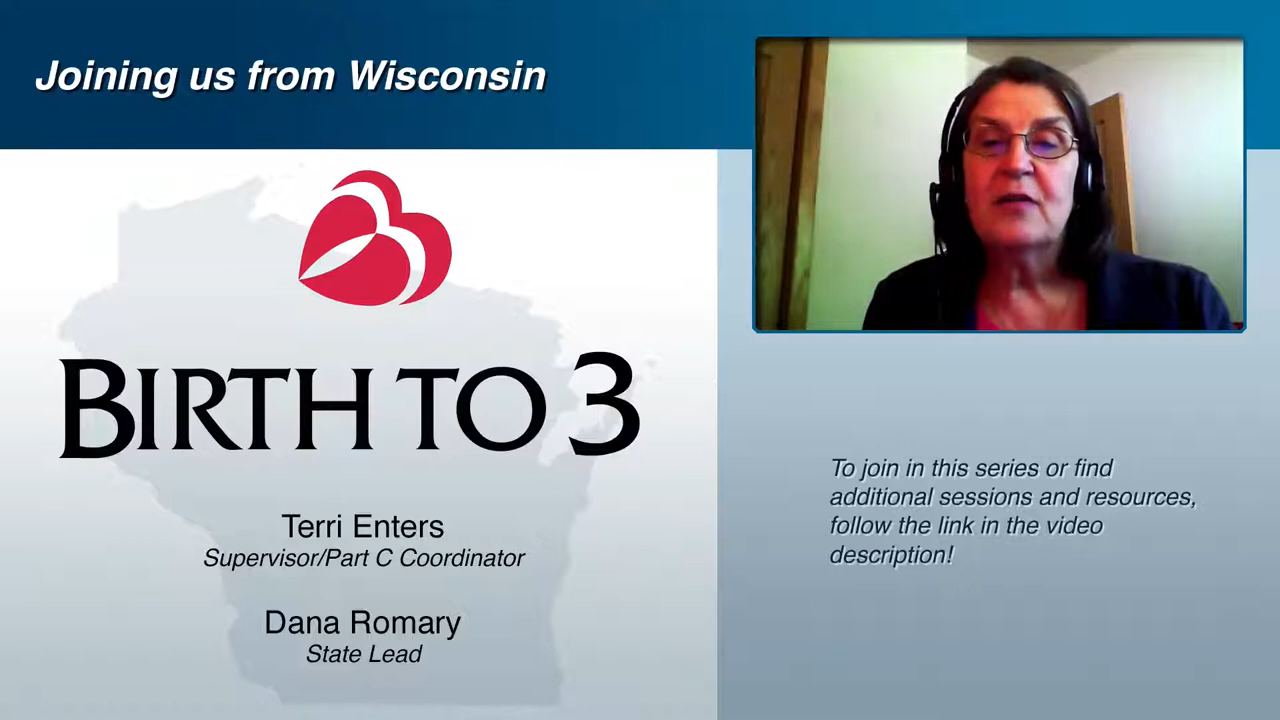 Joining us from Wisconsin
BIRTH TO 3
Terri Enters
Supervisor/Part C Coordinator
Dana Romary
State Lead
To join in this series or find
additional sessions and resources,
follow the link in the video
description!